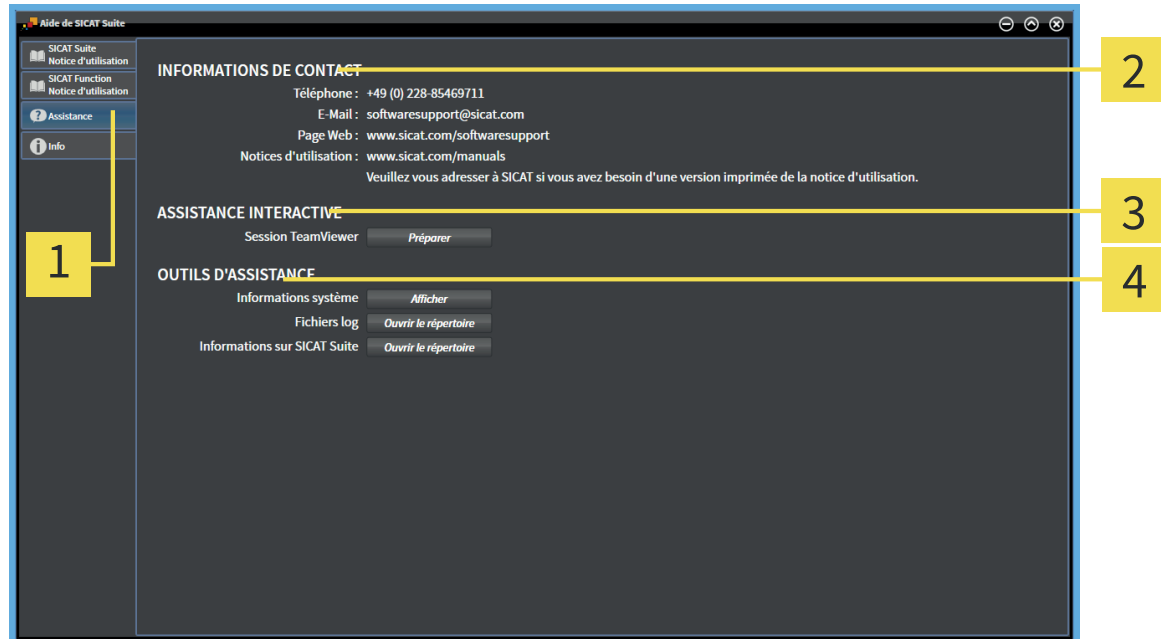 Aide de SICAT Suite
SICAT Suite
Notice d'utilisation
SICAT Function
Notice d'utilisation
Assistance
Info
INFORMATIONS DE CONTACT
Téléphone : +49 (0) 228-85469711
E-Mail : softwaresupport@sicat.com
Page Web : www.sicat.com/softwaresupport
Notices d'utilisation : www.sicat.com/manuals
Veuillez vous adresser à SICAT si vous avez besoin d'une version imprimée de la notice d'utilisation.
ASSISTANCE INTERACTIVE
Session TeamViewer Préparer
OUTILS D'ASSISTANCE
Informations système Afficher
Fichiers log Ouvrir le répertoire
Informations sur SICAT Suite Ouvrir le répertoire
1
2
3
4